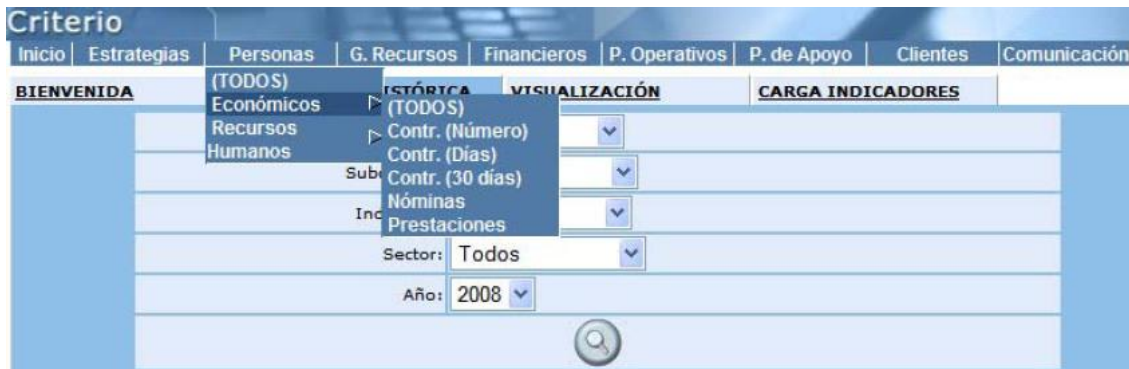 Criterio
Inicio Estrategias Personas G. Recursos Financieros P. Operativos P. de Apoyo Clientes Comunicación
BIENVENIDA VISUALIZACIÓN CARGA INDICADORES
(TODOS)
Económicos
Recursos
Humanos
(TODOS)
Contr. (Número)
Contr. (Días)
Contr. (30 días)
Nóminas
Prestaciones
Sector: Todos
Año: 2008